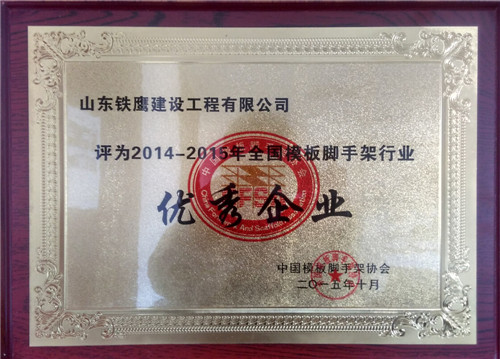 山东铁鹰建设工程有限公司
评为2014-2015年全国模板脚手架行业
优秀企业
中国模板脚手架协会
二〇一五年十月